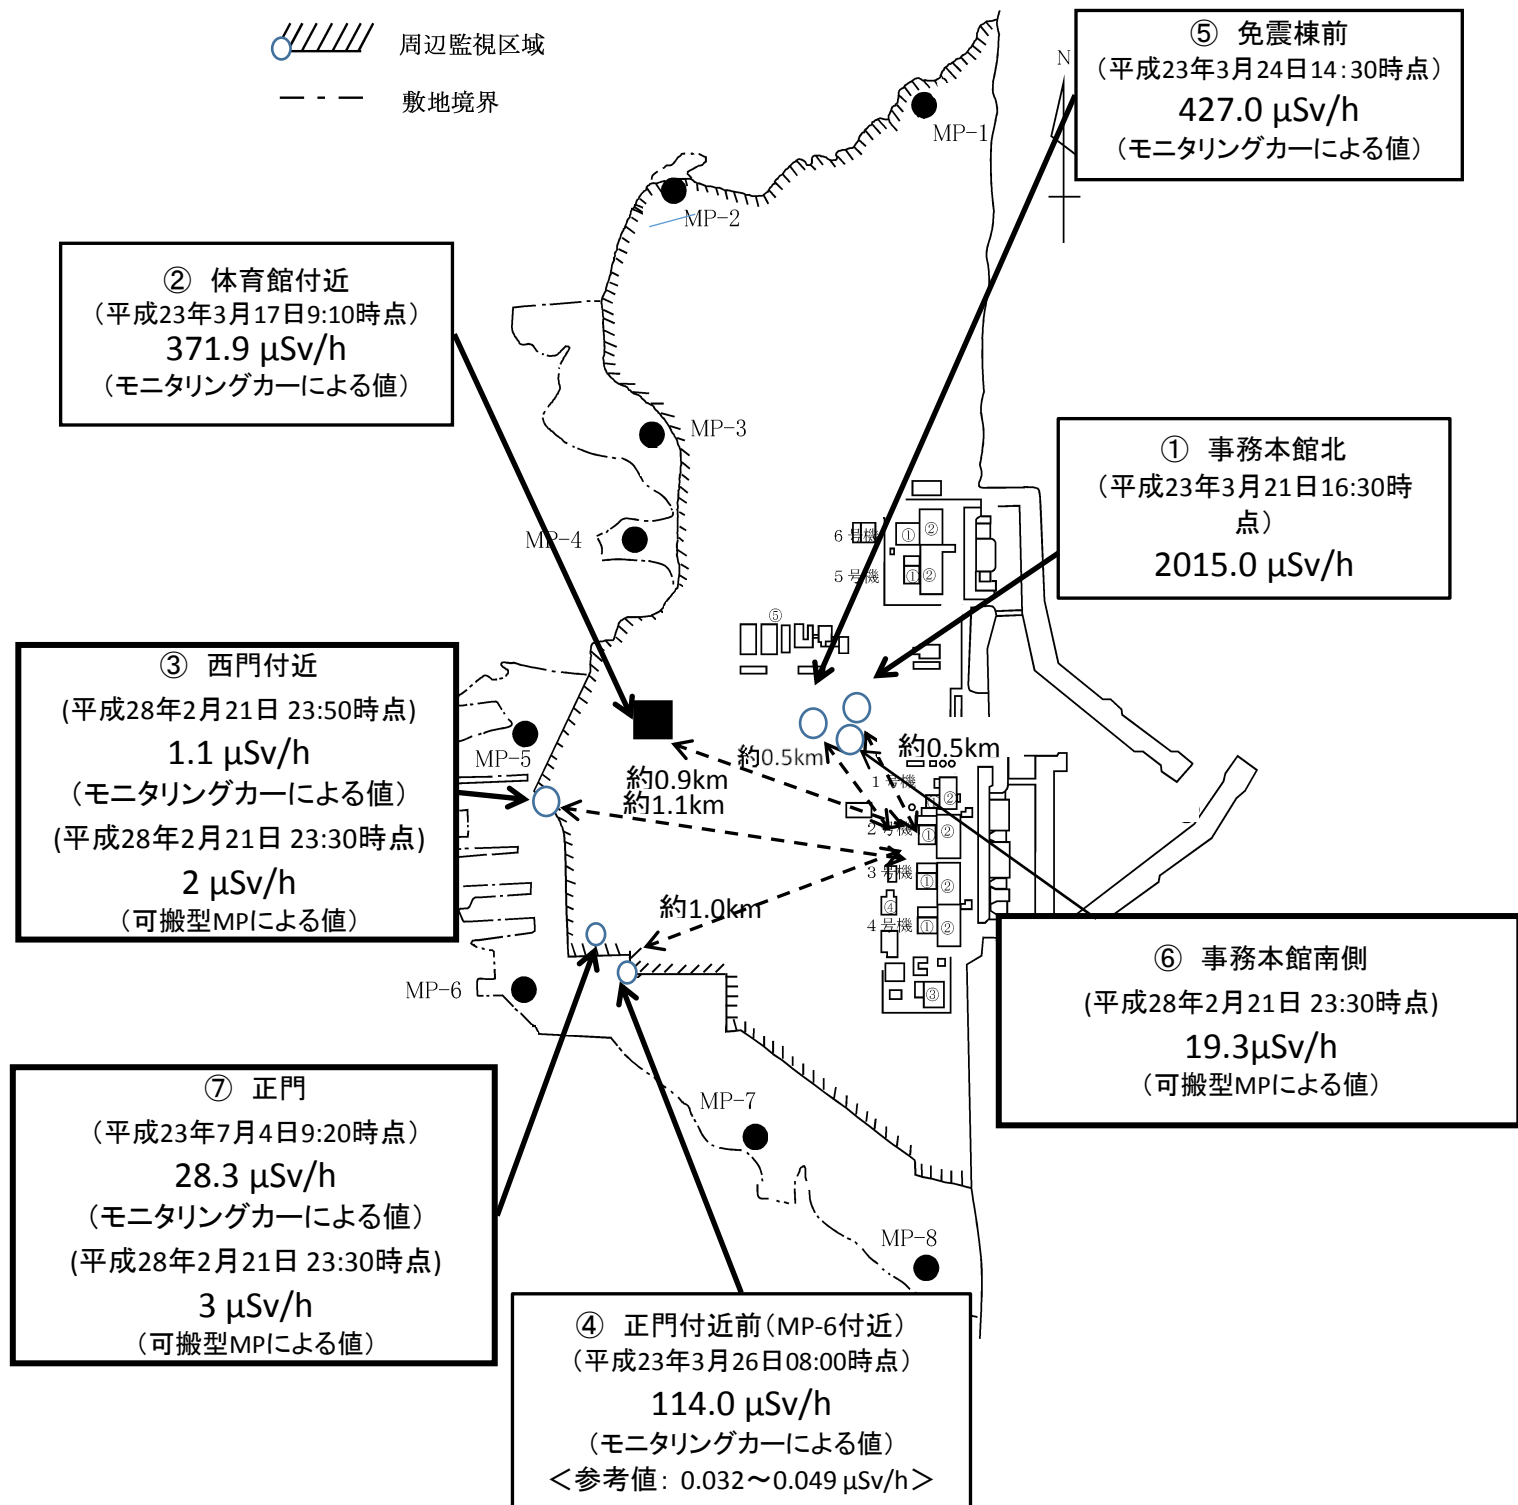 周辺監視区域
敷地境界
⑤ 免震棟前
（平成23年3月24日14:30時点）
427.0 μSv/h
（モニタリングカーによる値）
N
MP-1
MP-2
② 体育館付近
（平成23年3月17日9:10時点）
371.9 μSv/h
（モニタリングカーによる値）
MP-3
① 事務本館北
（平成23年3月21日16:30時
点）
2015.0 μSv/h
MP-4
６号機
①
②
５号機
①
②
⑤
③ 西門付近
(平成28年2月21日 23:50時点)
1.1 μSv/h
（モニタリングカーによる値）
(平成28年2月21日 23:30時点)
2 μSv/h
（可搬型MPによる値）
MP-5
約0.5km
約0.5km
約0.9km
約1.1km
１号機
①
②
２号機
①
②
３号機
①
②
④
４号機
①
②
約1.0km
③
MP-6
⑥ 事務本館南側
(平成28年2月21日 23:30時点)
19.3μSv/h
（可搬型MPによる値）
⑦ 正門
（平成23年7月4日9:20時点）
28.3 μSv/h
（モニタリングカーによる値）
(平成28年2月21日 23:30時点)
3 μSv/h
（可搬型MPによる値）
MP-7
MP-8
④ 正門付近前（MP-6付近）
（平成23年3月26日08:00時点）
114.0 μSv/h
（モニタリングカーによる値）
＜参考値: 0.032～0.049 μSv/h＞